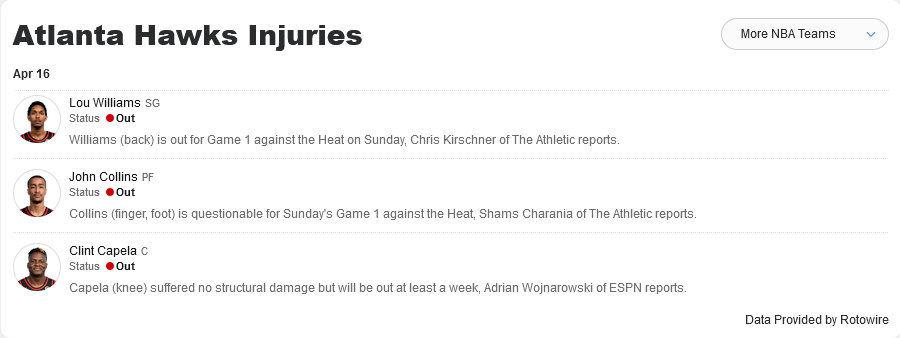 Atlanta Hawks Injuries
More NBA Teams
Apr 16
Lou Williams SG
Status Out
Williams (back) is out for Game 1 against the Heat on Sunday, Chris Kirschner of The Athletic reports.
John Collins PF
Status Out
Collins (finger, foot) is questionable for Sunday's Game 1 against the Heat, Shams Charania of The Athletic reports.
Clint Capela C
Status Out
Capela (knee) suffered no structural damage but will be out at least a week, Adrian Wojnarowski of ESPN reports.
Data Provided by Rotowire